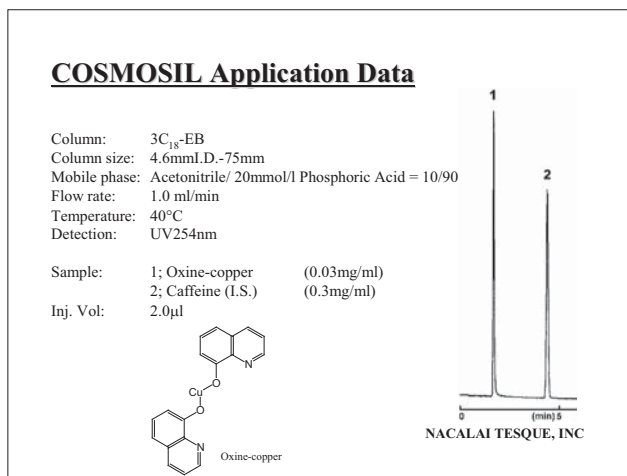 COSMOSIL Application Data
Column: 3C18-EB
Column size: 4.6mmI.D.-75mm
Mobile phase: Acetonitrile/ 20mmol/l Phosphoric Acid = 10/90
Flow rate: 1.0 ml/min
Temperature: 40°C
Detection: UV254nm
Sample: 1; Oxine-copper (0.03mg/ml)
2; Caffeine (I.S.) (0.3mg/ml)
Inj. Vol: 2.0μl
N
O
Cu
O
N
Oxine-copper
1
2
0 (min) 5
NACALAI TESQUE, INC